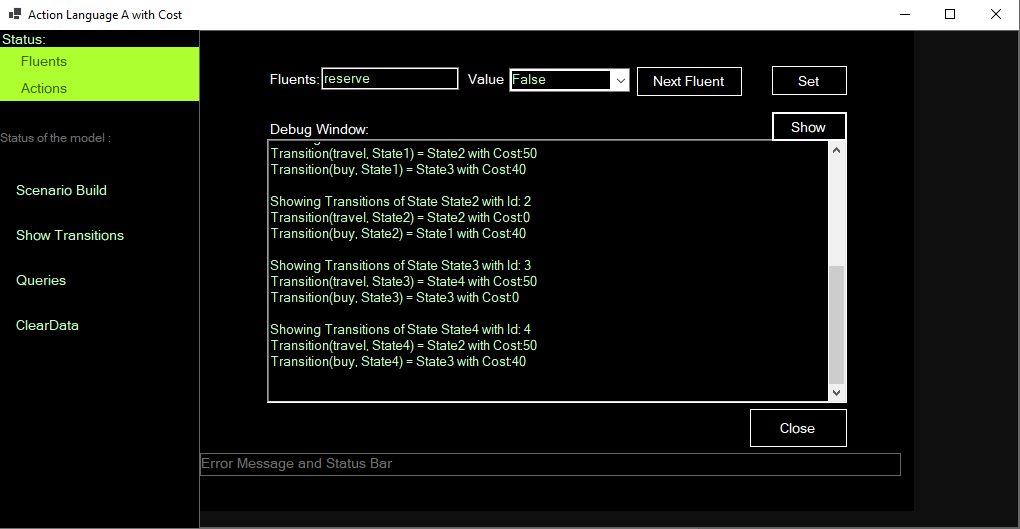 Action Language A with Cost
Status:
Fluents
Actions
Status of the model :
Scenario Build
Show Transitions
Queries
ClearData
Fluents: reserve Value False Next Fluent Set
Debug Window: Show
Transition(travel, State1) = State2 with Cost:50
Transition(buy, State1) = State3 with Cost:40
Showing Transitions of State State2 with Id: 2
Transition(travel, State2) = State2 with Cost:0
Transition(buy, State2) = State1 with Cost:40
Showing Transitions of State State3 with Id: 3
Transition(travel, State3) = State4 with Cost:50
Transition(buy, State3) = State3 with Cost:0
Showing Transitions of State State4 with Id: 4
Transition(travel, State4) = State2 with Cost:50
Transition(buy, State4) = State3 with Cost:40
Close
Error Message and Status Bar